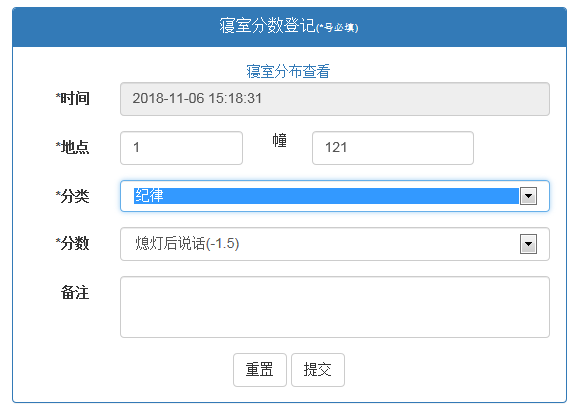 寝室分数登记(*号必填)
寝室分布查看
*时间 2018-11-06 15:18:31
*地点 1 幢 121
*分类 纪律
*分数 熄灯后说话(-1.5)
备注
重置 提交